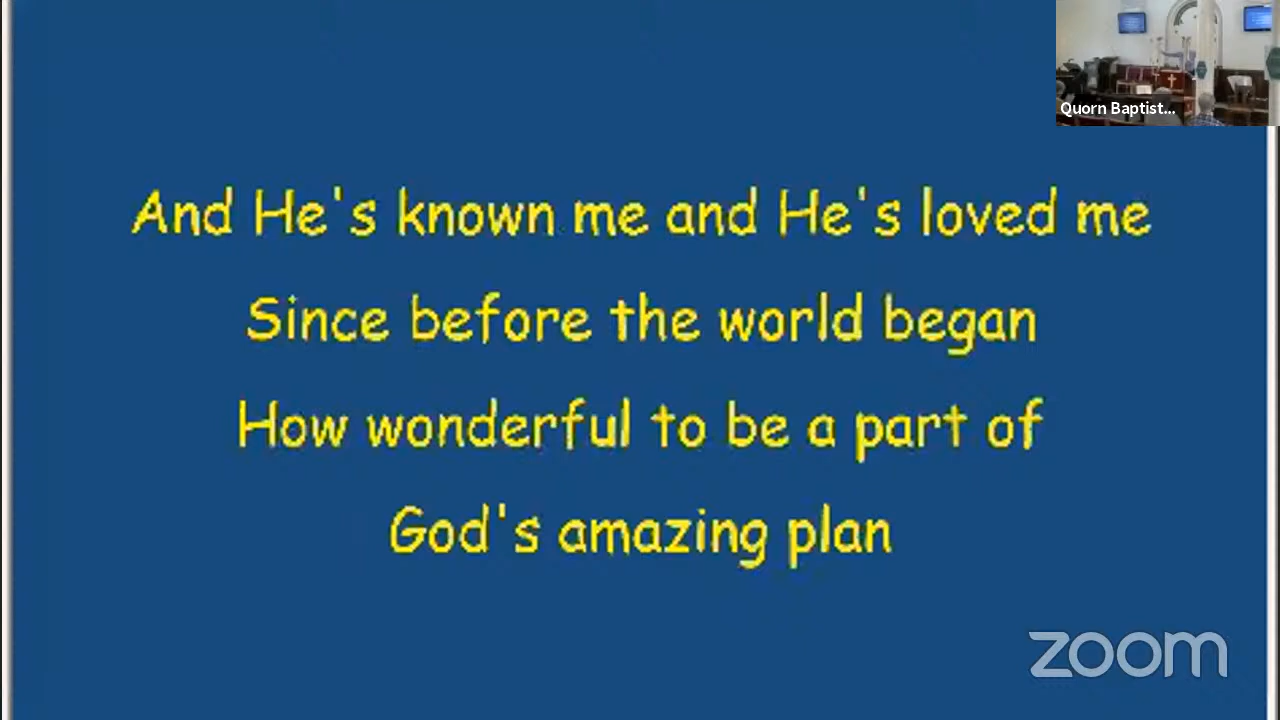 Quorn Baptist...
And He's known me and He's loved me
Since before the world began
How wonderful to be a part of
God's amazing plan
zoom